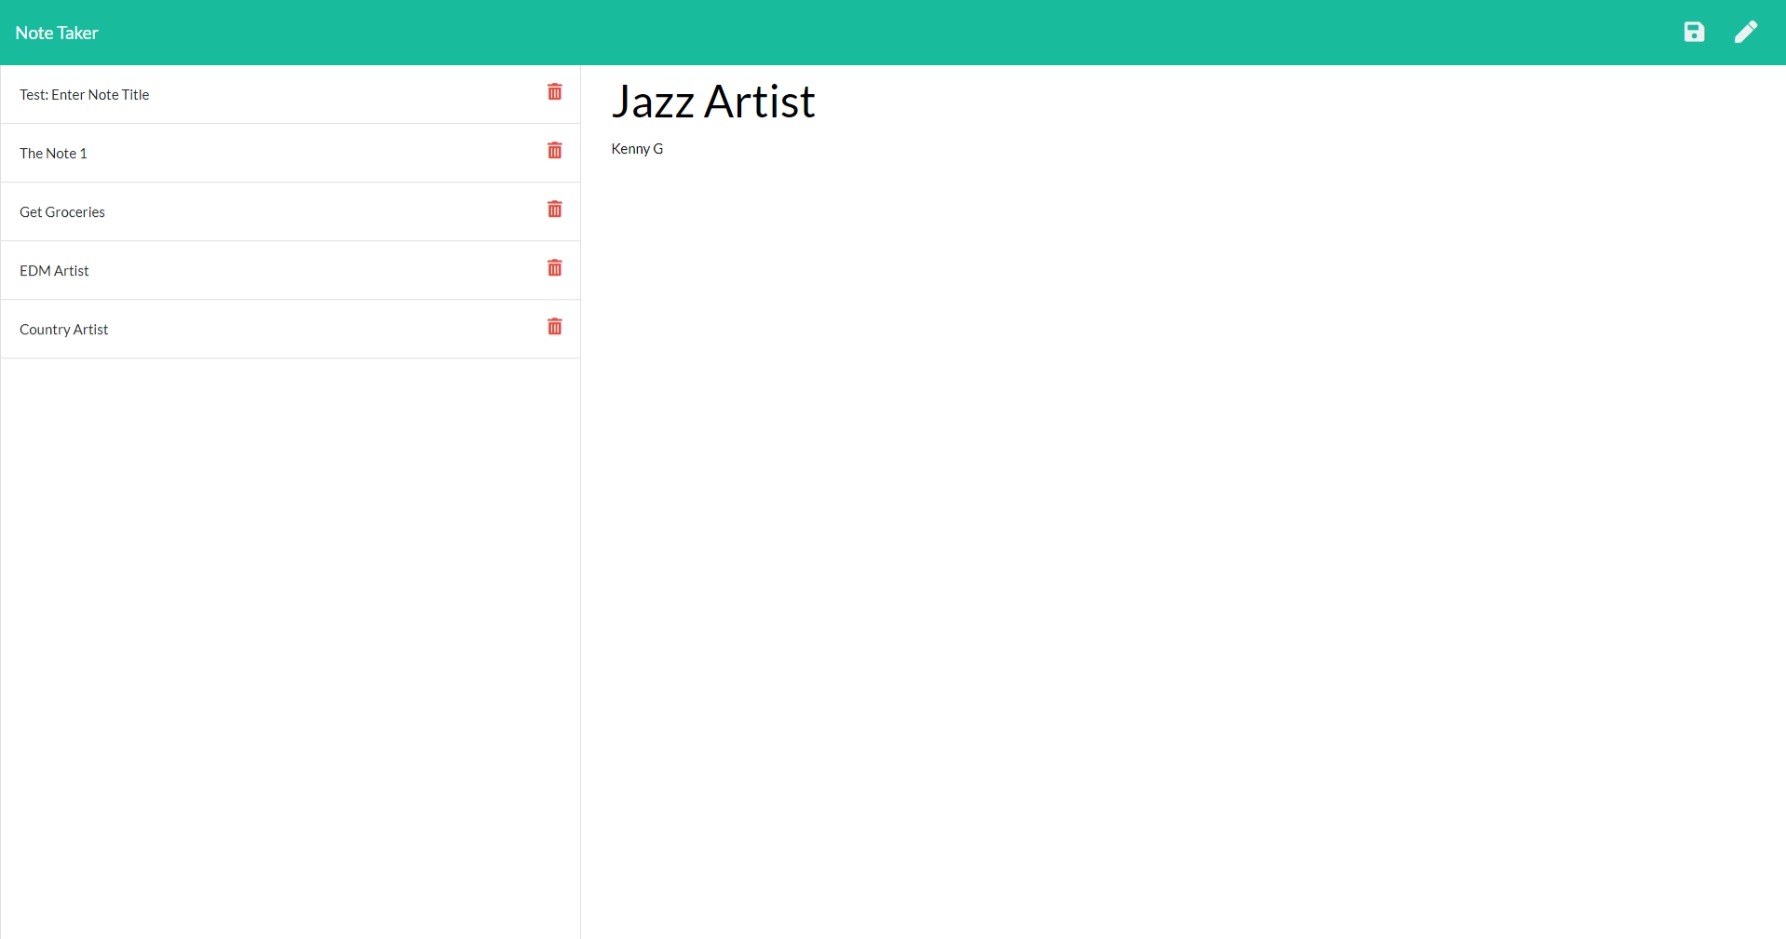 Note Taker
Test: Enter Note Title
The Note 1
Get Groceries
EDM Artist
Country Artist
Jazz Artist
Kenny G